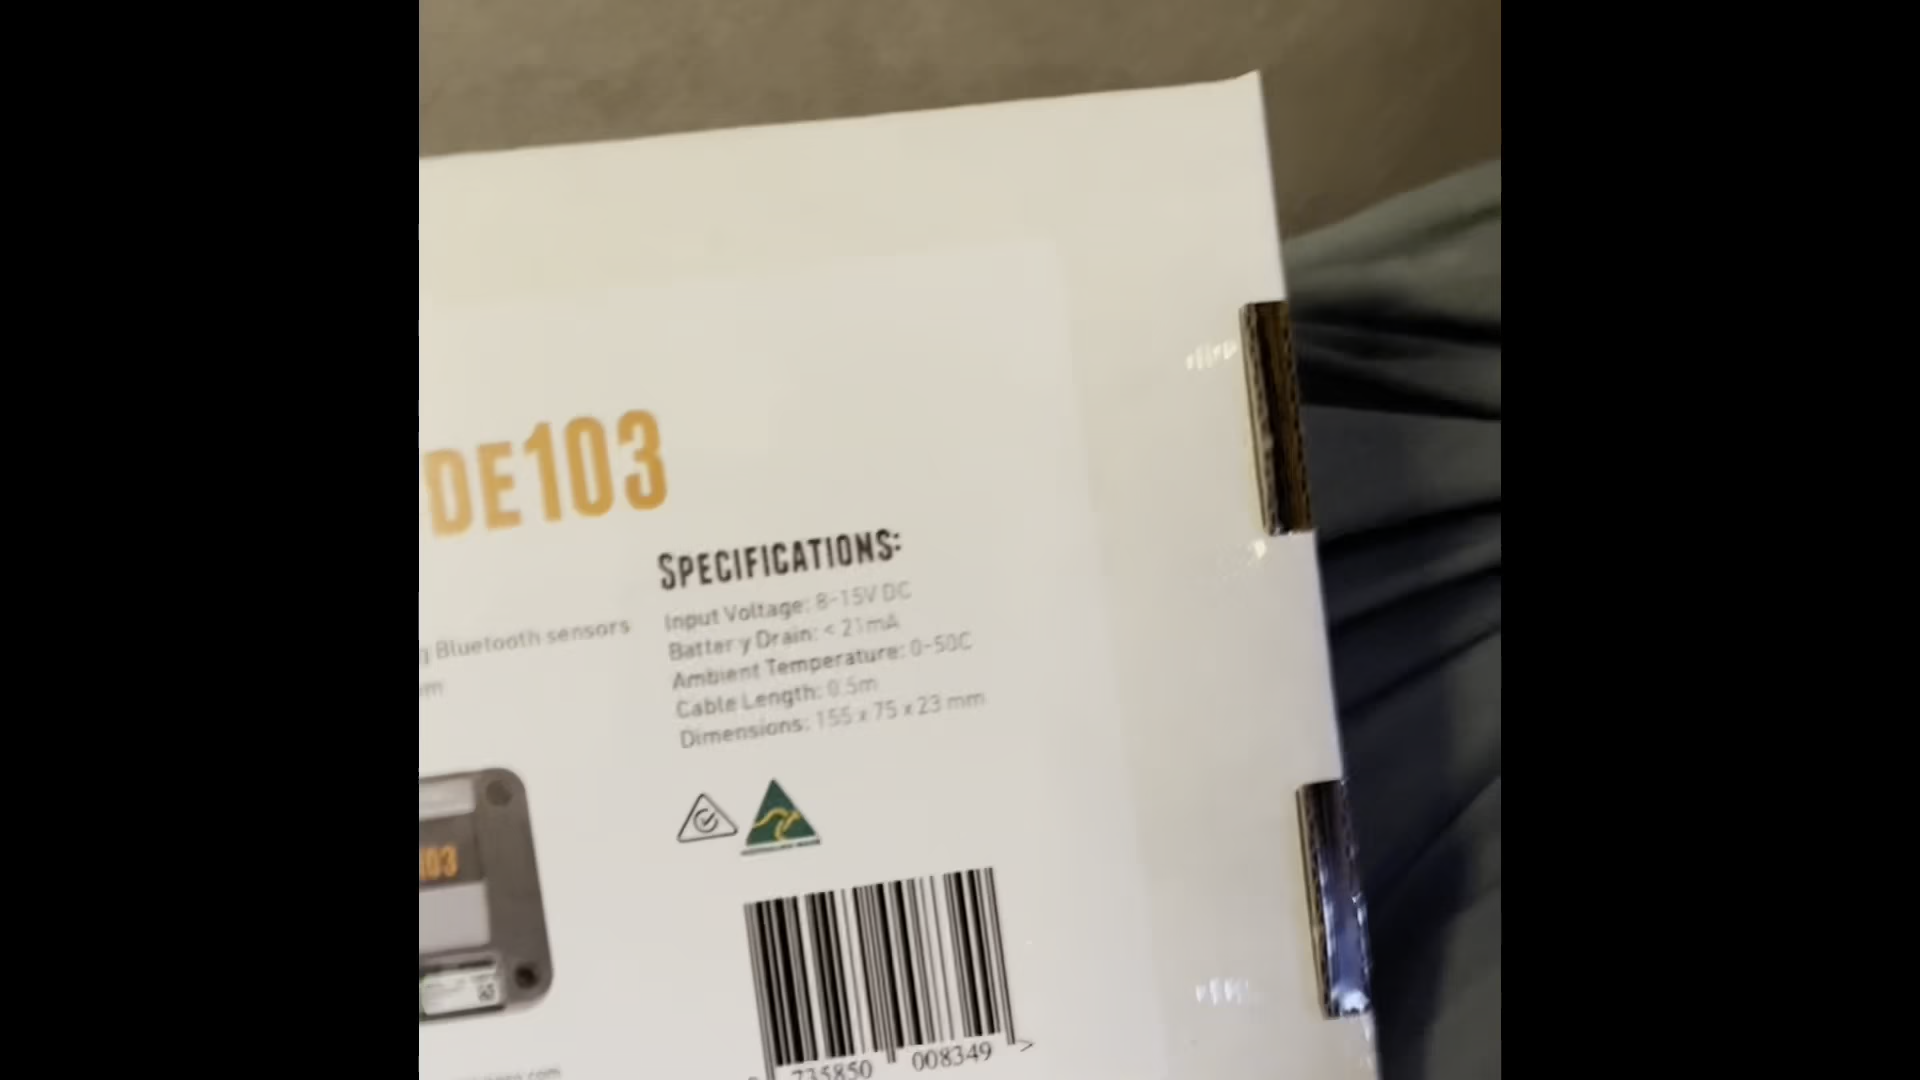 DE103
SPECIFICATIONS:
Input Voltage: 8-15V DC
Battery Drain: < 21mA
Ambient Temperature: 0-50C
Cable Length: 0.5m
Dimensions: 155 x 75 x 23 mm
Bluetooth sensors
103
735850 008349 >